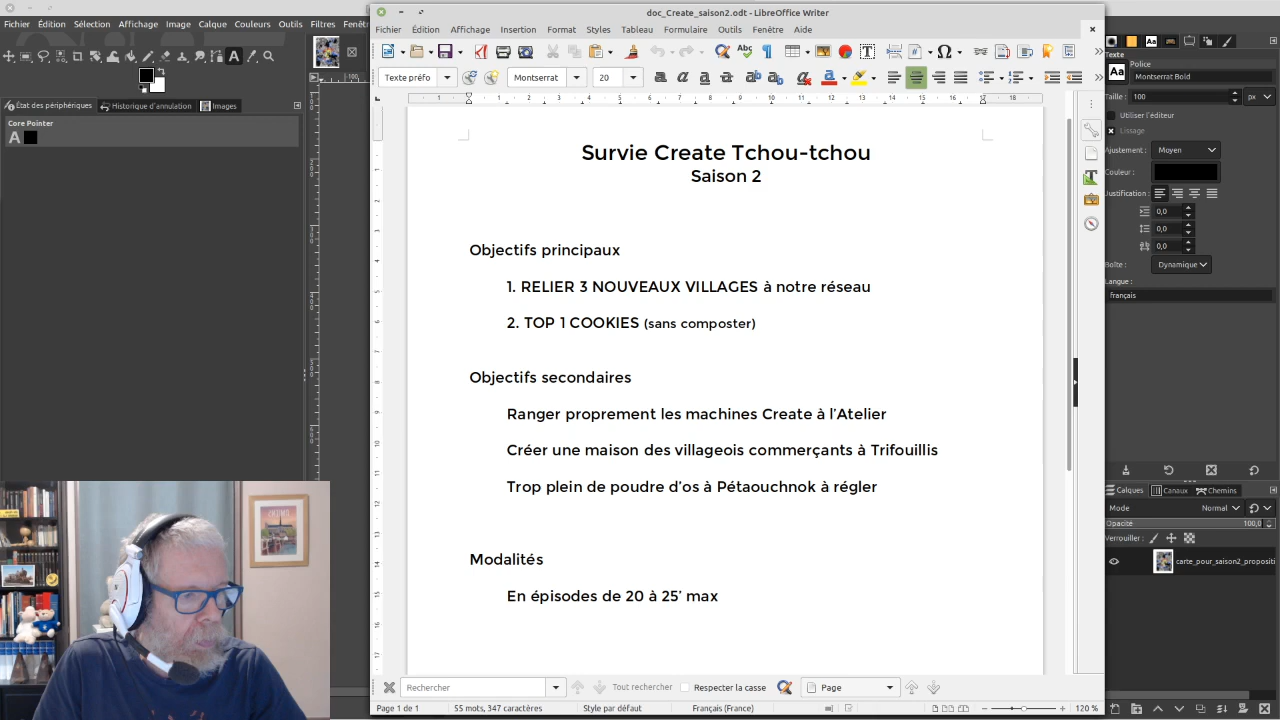 doc_Create_saison2.odt - LibreOffice Writer
Fichier Édition Sélection Affichage Image Calque Couleurs Outils Filtres Fenêtr
Fichier Édition Affichage Insertion Format Styles Tableau Formulaire Outils Fenêtre Aide
Texte préfo Montserrat 20
État des périphériques Historique d'annulation Images
Core Pointer
Texte
Police
Montserrat Bold
Taille : 100 px
Utiliser l'éditeur
Lissage
Ajustement : Moyen
Couleur :
Justification :
0,0
0,0
0,0
Boîte : Dynamique
Langue :
français
Survie Create Tchou-tchou
Saison 2
Objectifs principaux
1. RELIER 3 NOUVEAUX VILLAGES à notre réseau
2. TOP 1 COOKIES (sans composter)
Objectifs secondaires
Ranger proprement les machines Create à l'Atelier
Créer une maison des villageois commerçants à Trifouillis
Trop plein de poudre d'os à Pétaouchnok à régler
Modalités
En épisodes de 20 à 25' max
Calques Canaux Chemins
Mode Normal
Opacité 100,0
Verrouiller :
carte_pour_saison2_propositi
Rechercher Tout rechercher Respecter la casse Page
Page 1 de 1 55 mots, 347 caractères Style par défaut Français (France) 120 %